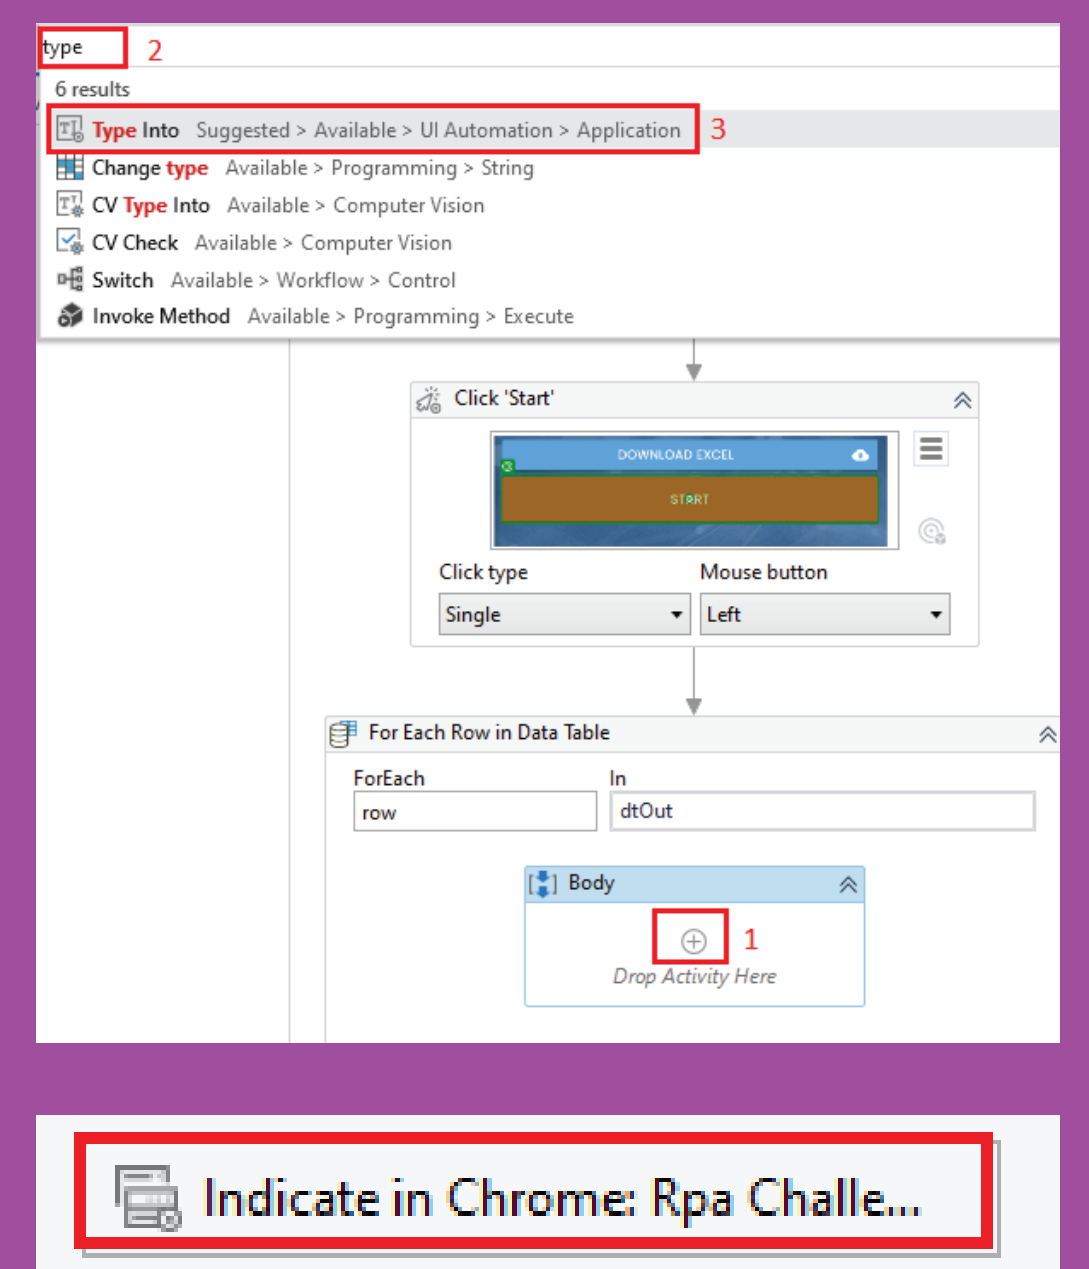 type 2
6 results
Type Into Suggested > Available > UI Automation > Application 3
Change type Available > Programming > String
CV Type Into Available > Computer Vision
CV Check Available > Computer Vision
Switch Available > Workflow > Control
Invoke Method Available > Programming > Execute
Click 'Start'
DOWNLOAD EXCEL
START
Click type Mouse button
Single Left
For Each Row in Data Table
ForEach In
row dtOut
Body
1
Drop Activity Here
Indicate in Chrome: Rpa Challe...